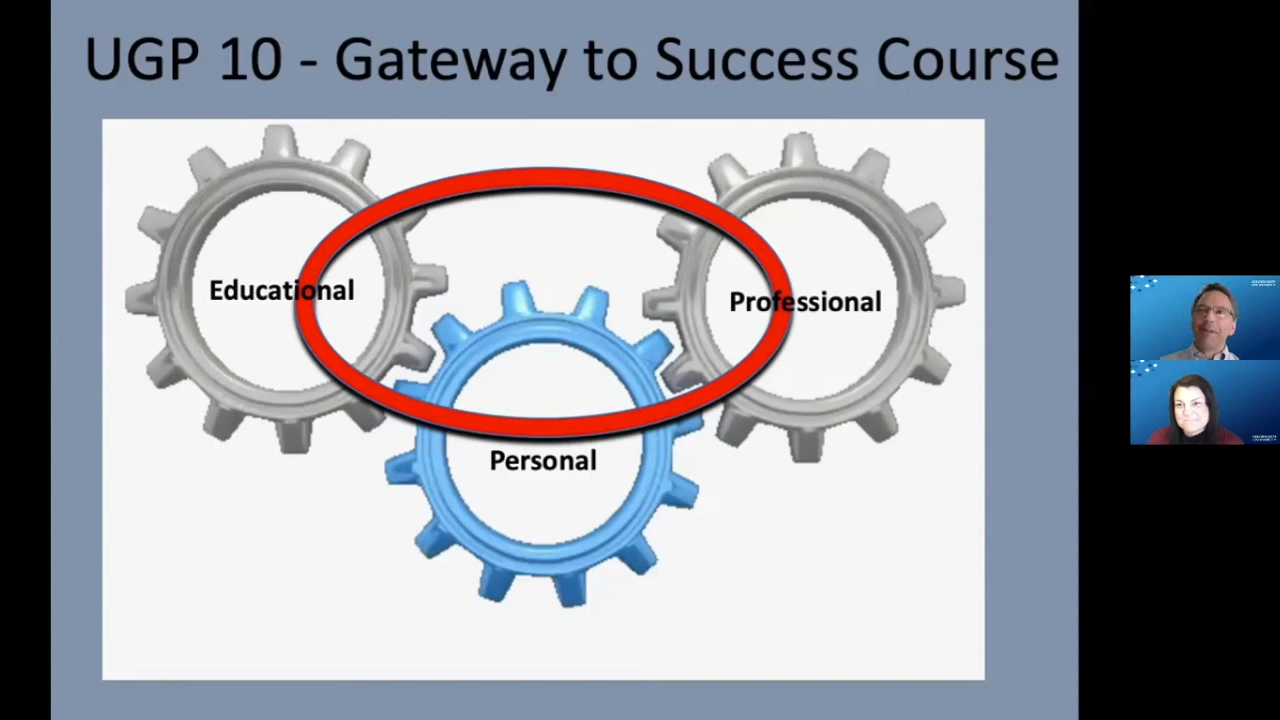 UGP 10 - Gateway to Success Course
Educational
Professional
Personal